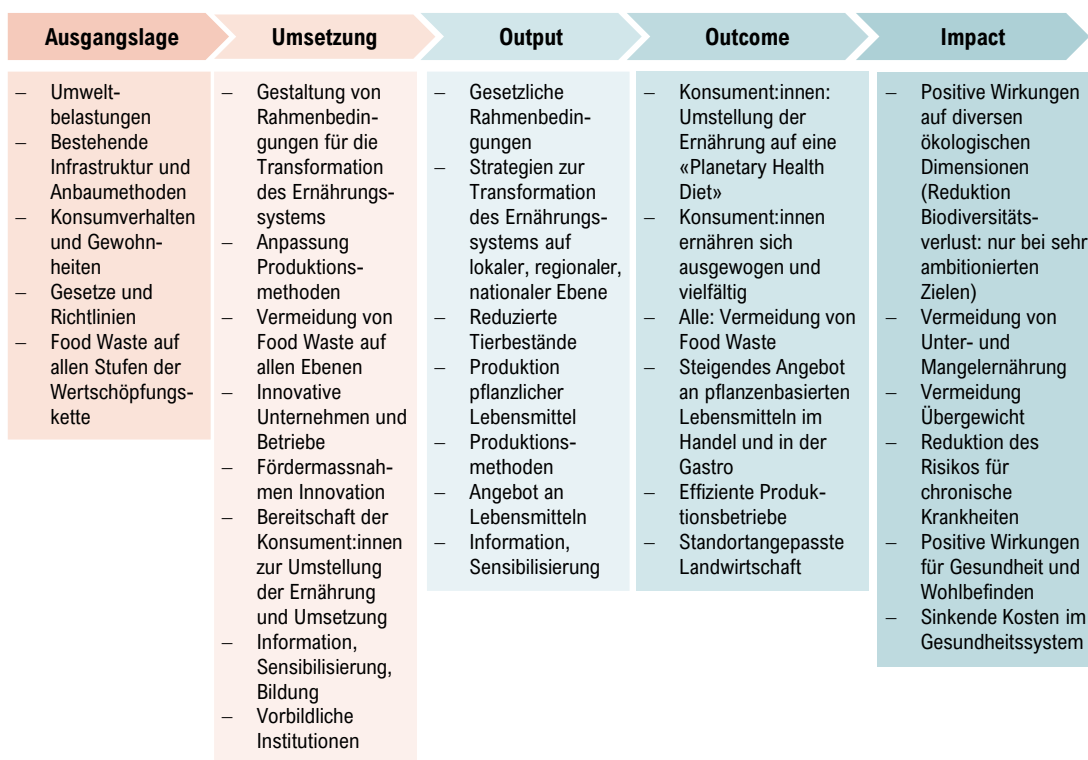 Ausgangslage
Umsetzung
Output
Outcome
Impact
– Umwelt-
belastungen
– Bestehende
Infrastruktur und
Anbaumethoden
– Konsumverhalten
und Gewohn-
heiten
– Gesetze und
Richtlinien
– Food Waste auf
allen Stufen der
Wertschöpfungs-
kette
– Gestaltung von
Rahmenbedin-
gungen für die
Transformation
des Ernährungs-
systems
– Anpassung
Produktions-
methoden
– Vermeidung von
Food Waste auf
allen Ebenen
– Innovative
Unternehmen und
Betriebe
– Fördermassnah-
men Innovation
– Bereitschaft der
Konsument:innen
zur Umstellung
der Ernährung
und Umsetzung
– Information,
Sensibilisierung,
Bildung
– Vorbildliche
Institutionen
– Gesetzliche
Rahmenbedin-
gungen
– Strategien zur
Transformation
des Ernährungs-
systems auf
lokaler, regionaler,
nationaler Ebene
– Reduzierte
Tierbestände
– Produktion
pflanzlicher
Lebensmittel
– Produktions-
methoden
– Angebot an
Lebensmitteln
– Information,
Sensibilisierung
– Konsument:innen:
Umstellung der
Ernährung auf eine
«Planetary Health
Diet»
– Konsument:innen
ernähren sich
ausgewogen und
vielfältig
– Alle: Vermeidung von
Food Waste
– Steigendes Angebot
an pflanzenbasierten
Lebensmitteln im
Handel und in der
Gastro
– Effiziente Produk-
tionsbetriebe
– Standortangepasste
Landwirtschaft
– Positive Wirkungen
auf diversen
ökologischen
Dimensionen
(Reduktion
Biodiversitäts-
verlust: nur bei sehr
ambitionierten
Zielen)
– Vermeidung von
Unter- und
Mangelernährung
– Vermeidung
Übergewicht
– Reduktion des
Risikos für
chronische
Krankheiten
– Positive Wirkungen
für Gesundheit und
Wohlbefinden
– Sinkende Kosten im
Gesundheitssystem